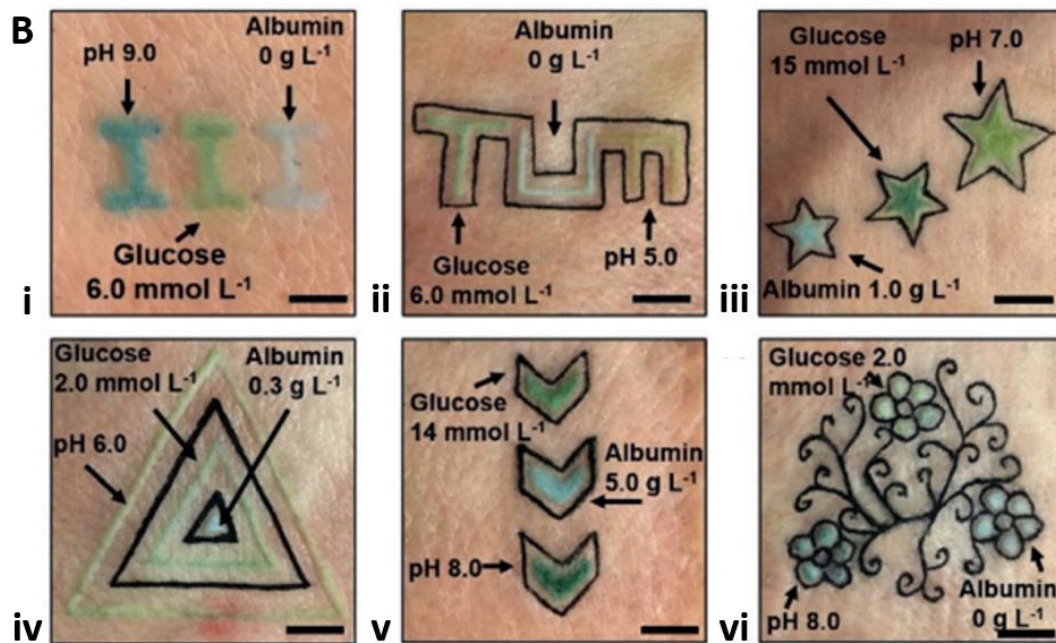 B
pH 9.0
Albumin
0 g L-1
Glucose
6.0 mmol L-1
i
Albumin
0 g L-1
Glucose
6.0 mmol L-1
pH 5.0
ii
Glucose
15 mmol L-1
pH 7.0
Albumin 1.0 g L-1
iii
Glucose
2.0 mmol L-1
Albumin
0.3 g L-1
pH 6.0
iv
Glucose
14 mmol L-1
Albumin
5.0 g L-1
pH 8.0
v
Glucose 2.0
mmol L-1
pH 8.0
Albumin
0 g L-1
vi